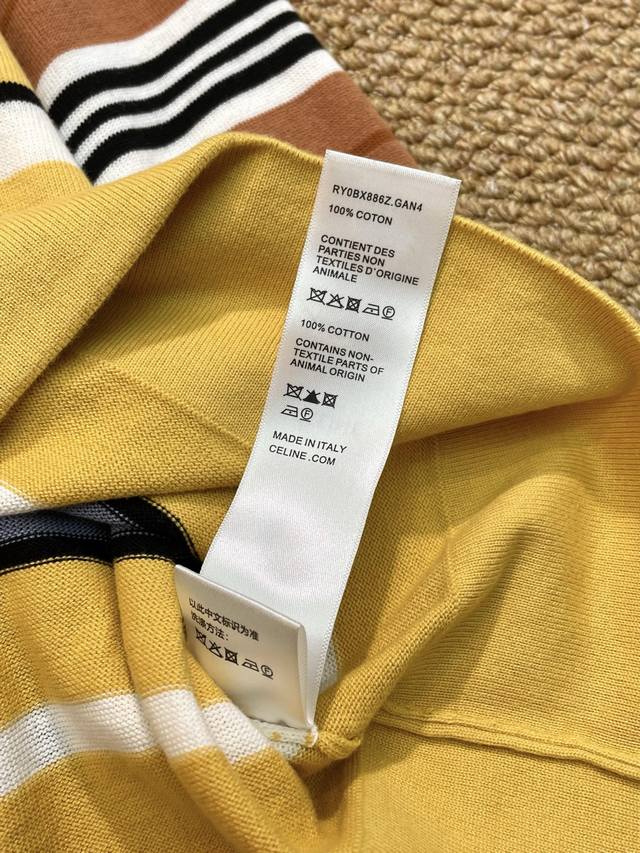 RY0BX886Z.GAN4
100% COTON
CONTIENT DES
PARTIES NON
TEXTILES D'ORIGINE
ANIMALE
100% COTTON
CONTAINS NON-
TEXTILE PARTS OF
ANIMAL ORIGIN
MADE IN ITALY
CELINE.COM
以此中文标识为准
洗涤方法: